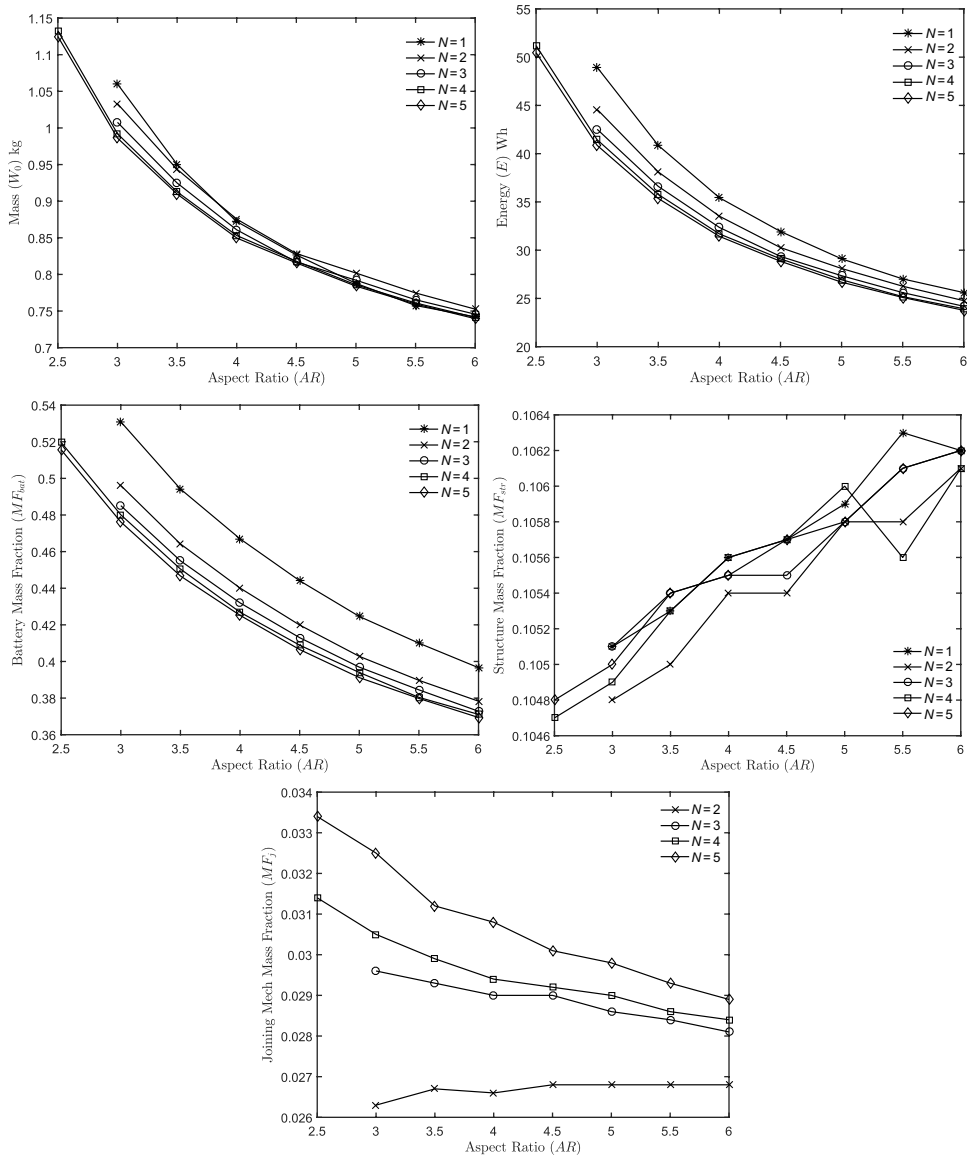 1.15
1.1
1.05
1
0.95
0.9
0.85
0.8
0.75
0.7
Mass (W0) kg
N=1
N=2
N=3
N=4
N=5
2.5 3 3.5 4 4.5 5 5.5 6
Aspect Ratio (AR)
55
50
45
40
35
30
25
20
Energy (E) Wh
N=1
N=2
N=3
N=4
N=5
2.5 3 3.5 4 4.5 5 5.5 6
Aspect Ratio (AR)
0.54
0.52
0.5
0.48
0.46
0.44
0.42
0.4
0.38
0.36
Battery Mass Fraction (MFbat)
N=1
N=2
N=3
N=4
N=5
2.5 3 3.5 4 4.5 5 5.5 6
Aspect Ratio (AR)
0.1064
0.1062
0.106
0.1058
0.1056
0.1054
0.1052
0.105
0.1048
0.1046
Structure Mass Fraction (MFstr)
N=1
N=2
N=3
N=4
N=5
2.5 3 3.5 4 4.5 5 5.5 6
Aspect Ratio (AR)
0.034
0.033
0.032
0.031
0.03
0.029
0.028
0.027
0.026
Joining Mech Mass Fraction (MFj)
N=2
N=3
N=4
N=5
2.5 3 3.5 4 4.5 5 5.5 6
Aspect Ratio (AR)